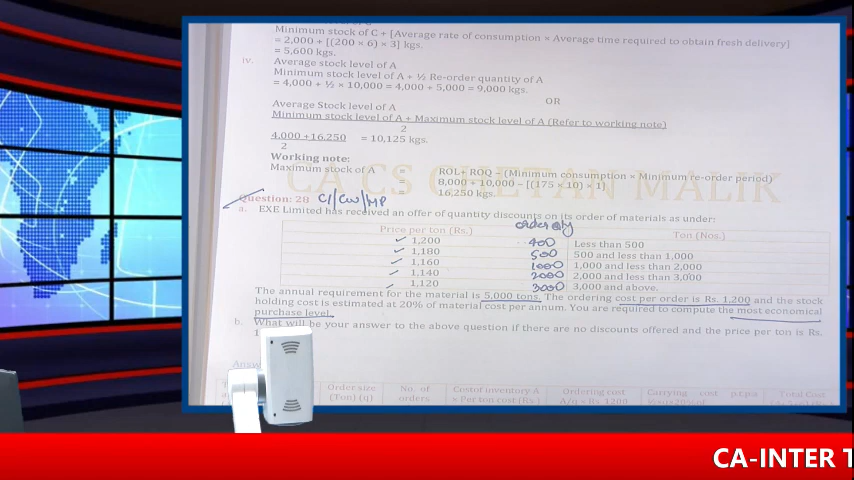 Minimum stock of C + [Average rate of consumption × Average time required to obtain fresh delivery]
= 2,000 + [(200 × 6) × 3] kgs.
= 5,600 kgs.
iv. Average stock level of A
Minimum stock level of A + ½ Re-order quantity of A
= 4,000 + ½ × 10,000 = 4,000 + 5,000 = 9,000 kgs.
OR
Average Stock level of A
Minimum stock level of A + Maximum stock level of A (Refer to working note)
2
4,000+16,250 = 10,125 kgs.
2
Working note:
Maximum stock of A = ROL+ ROQ – (Minimum consumption × Minimum re-order period)
= 8,000 + 10,000 – [(175 × 10) × 1)
= 16,250 kgs.
CA CS CHETAN MALIK
Question: 28 CI/CW/HP
a. EXE Limited has received an offer of quantity discounts on its order of materials as under:
order qty
Price per ton (Rs.) Ton (Nos.)
1,200 400 Less than 500
1,180 500 500 and less than 1,000
1,160 1000 1,000 and less than 2,000
1,140 2000 2,000 and less than 3,000
1,120 3000 3,000 and above.
The annual requirement for the material is 5,000 tons. The ordering cost per order is Rs. 1,200 and the stock
holding cost is estimated at 20% of material cost per annum. You are required to compute the most economical
purchase level.
b. What will be your answer to the above question if there are no discounts offered and the price per ton is Rs.
Order size No. of Cost of inventory A Ordering cost Carrying cost p.t.p.a Total Cost
(Ton) (q) orders x Per ton cost (Rs.) A/q × Rs. 1200
CA-INTER